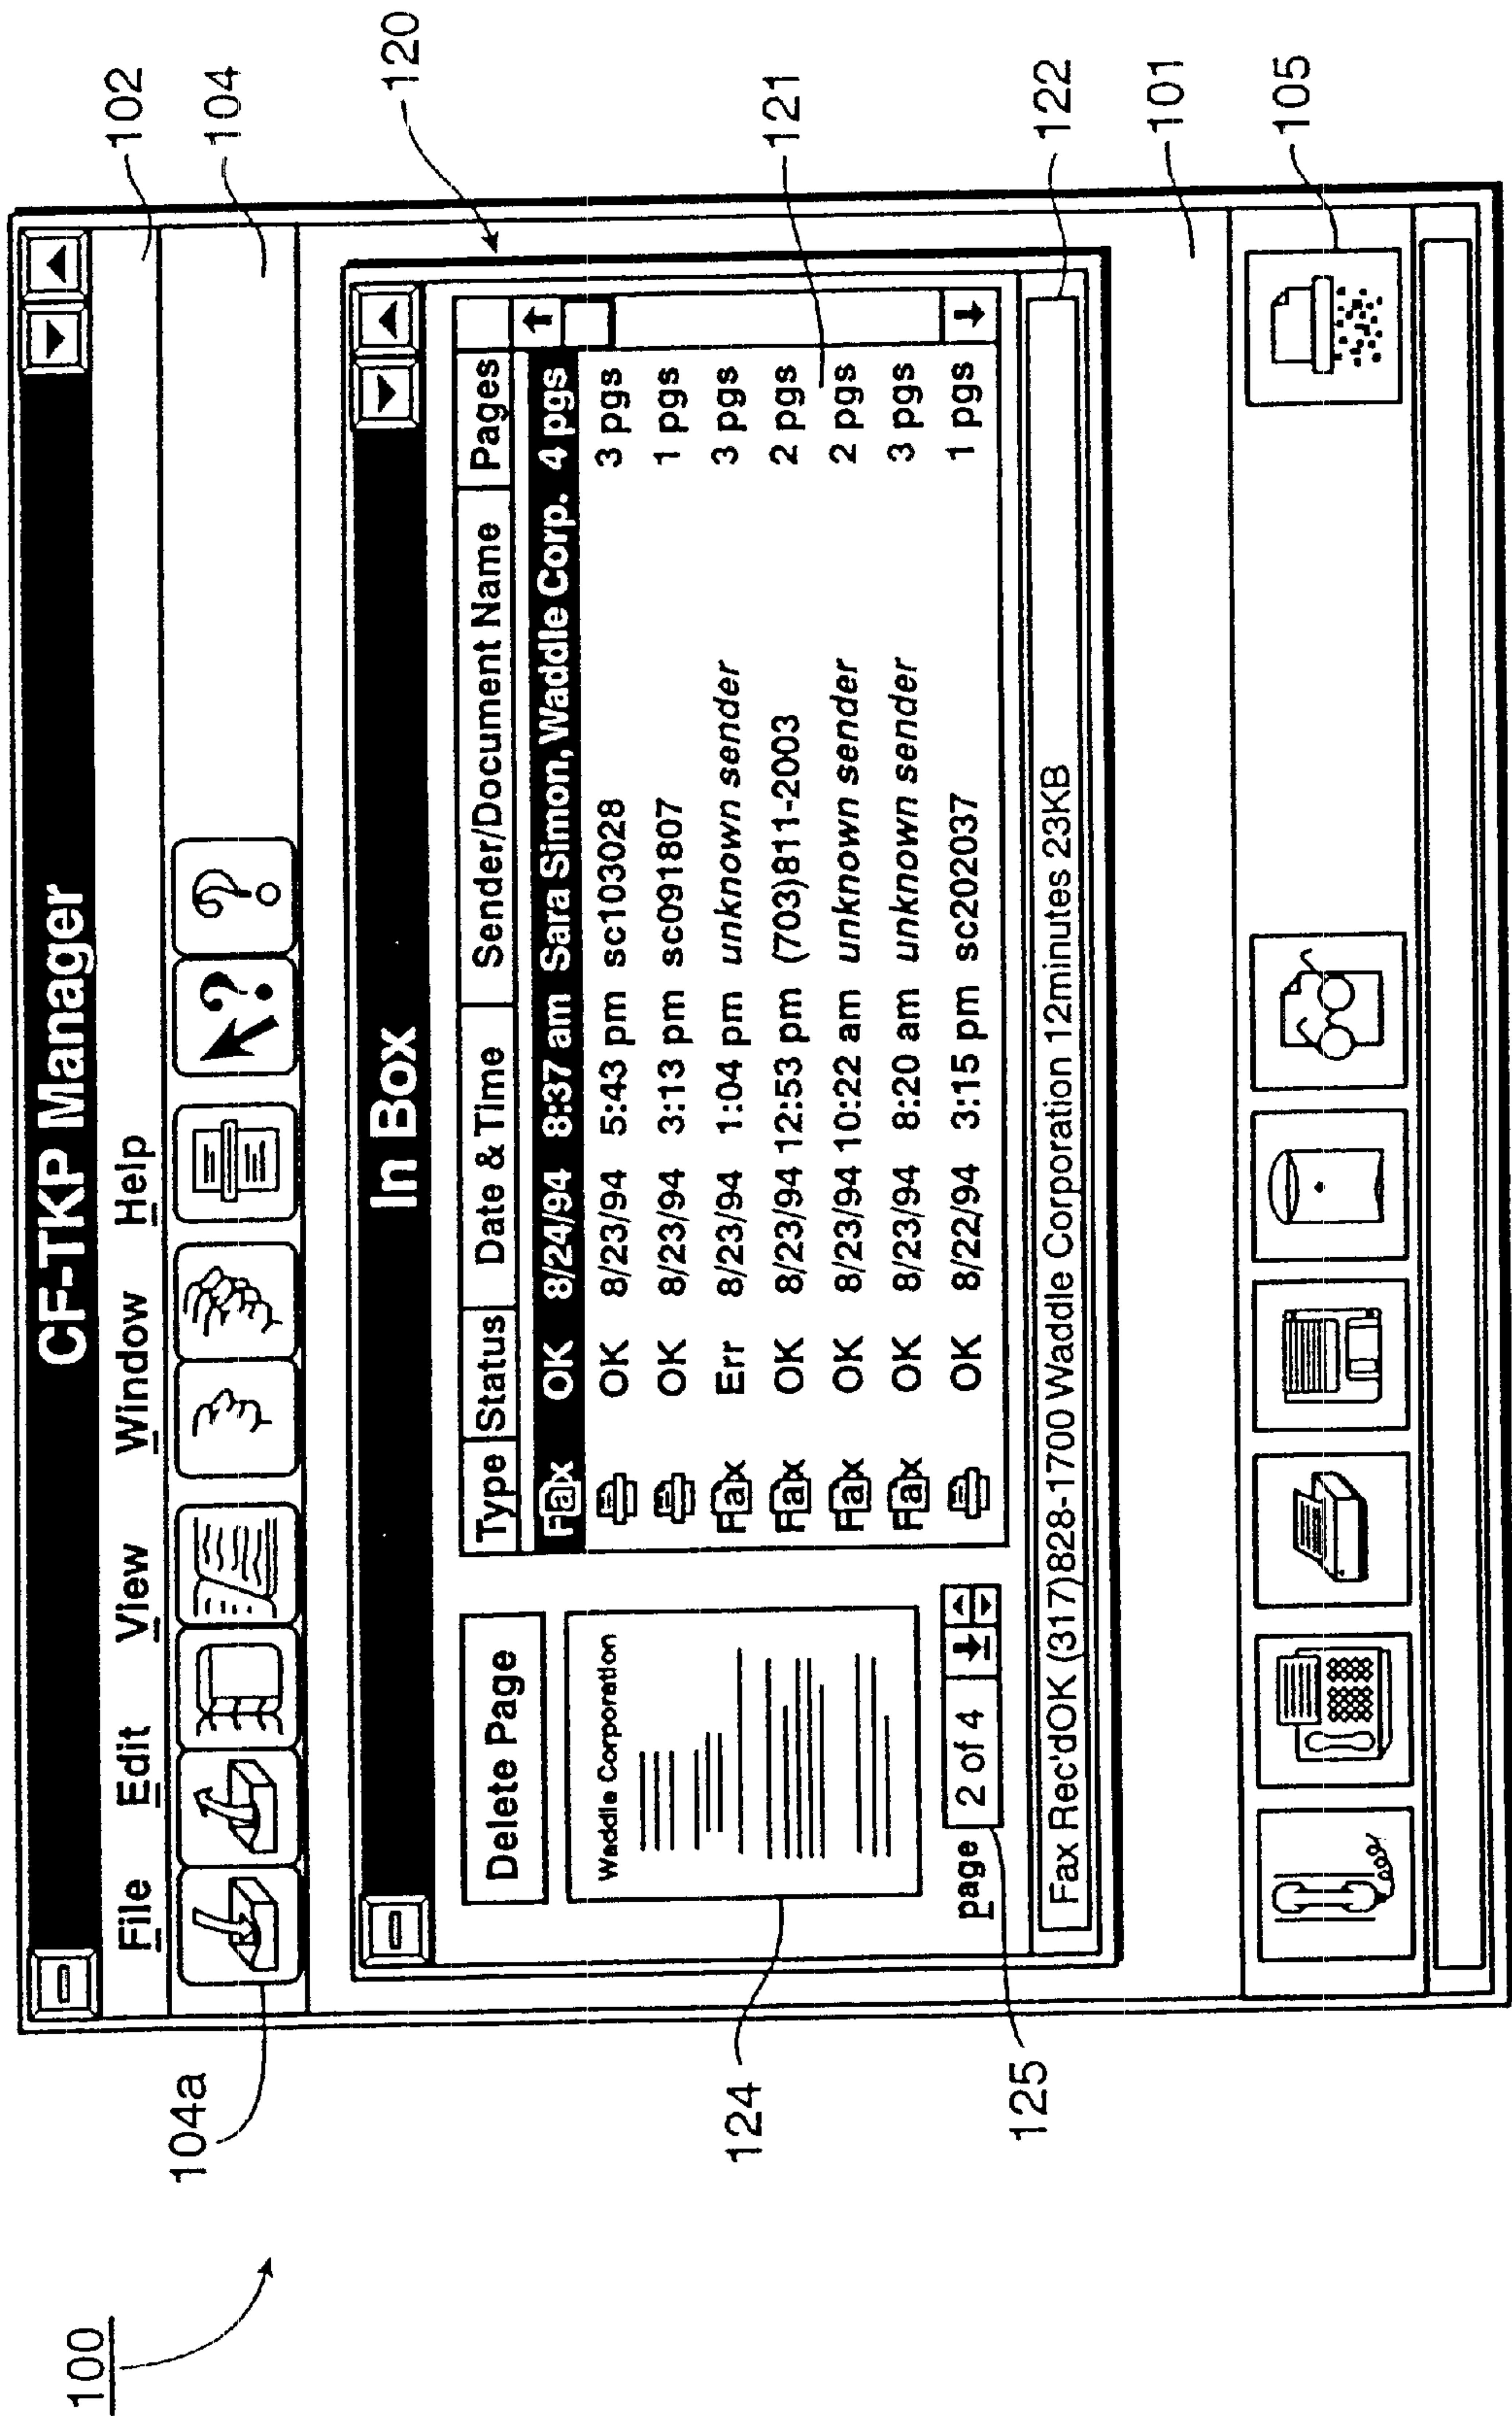 100
CF-TKP Manager
102
File Edit View Window Help
104a
104
? ?
120
In Box
Delete Page
Type Status Date & Time Sender/Document Name Pages
Fax OK 8/24/94 8:37 am Sara Simon, Waddle Corp. 4 pgs
OK 8/23/94 5:43 pm sc103028 3 pgs
OK 8/23/94 3:13 pm sc091807 1 pgs
Fax Err 8/23/94 1:04 pm unknown sender 3 pgs
Fax OK 8/23/94 12:53 pm (703)811-2003 2 pgs
Fax OK 8/23/94 10:22 am unknown sender 2 pgs
Fax OK 8/23/94 8:20 am unknown sender 3 pgs
OK 8/22/94 3:15 pm sc202037 1 pgs
121
Waddle Corporation
124
page 2 of 4
125
Fax Rec'dOK (317)828-1700 Waddle Corporation 12minutes 23KB
122
101
105